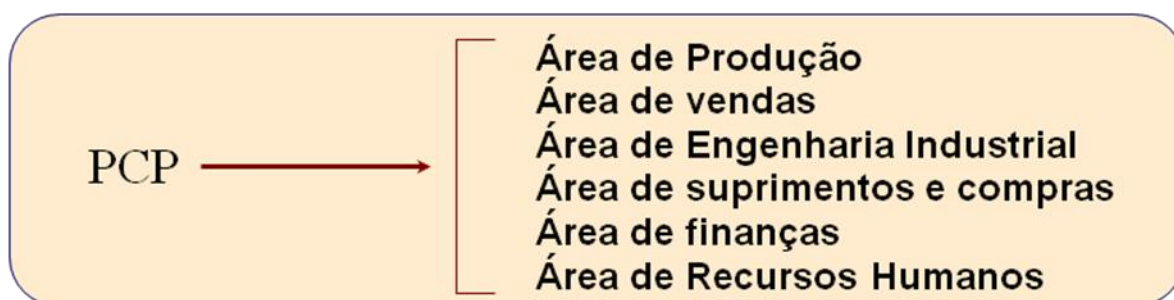 PCP
Área de Produção
Área de vendas
Área de Engenharia Industrial
Área de suprimentos e compras
Área de finanças
Área de Recursos Humanos